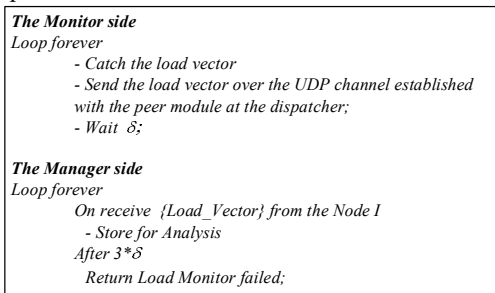 The Monitor side
Loop forever
- Catch the load vector
- Send the load vector over the UDP channel established
with the peer module at the dispatcher;
- Wait δ;
The Manager side
Loop forever
On receive {Load_Vector} from the Node I
- Store for Analysis
After 3*δ
Return Load Monitor failed;